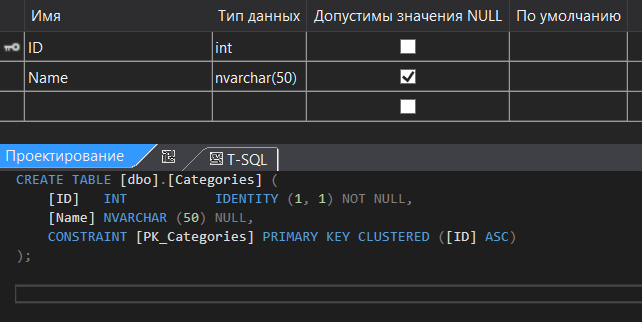 Имя Тип данных Допустимы значения NULL По умолчанию
ID int
Name nvarchar(50)
Проектирование T-SQL
CREATE TABLE [dbo].[Categories] (
[ID] INT IDENTITY (1, 1) NOT NULL,
[Name] NVARCHAR (50) NULL,
CONSTRAINT [PK_Categories] PRIMARY KEY CLUSTERED ([ID] ASC)
);